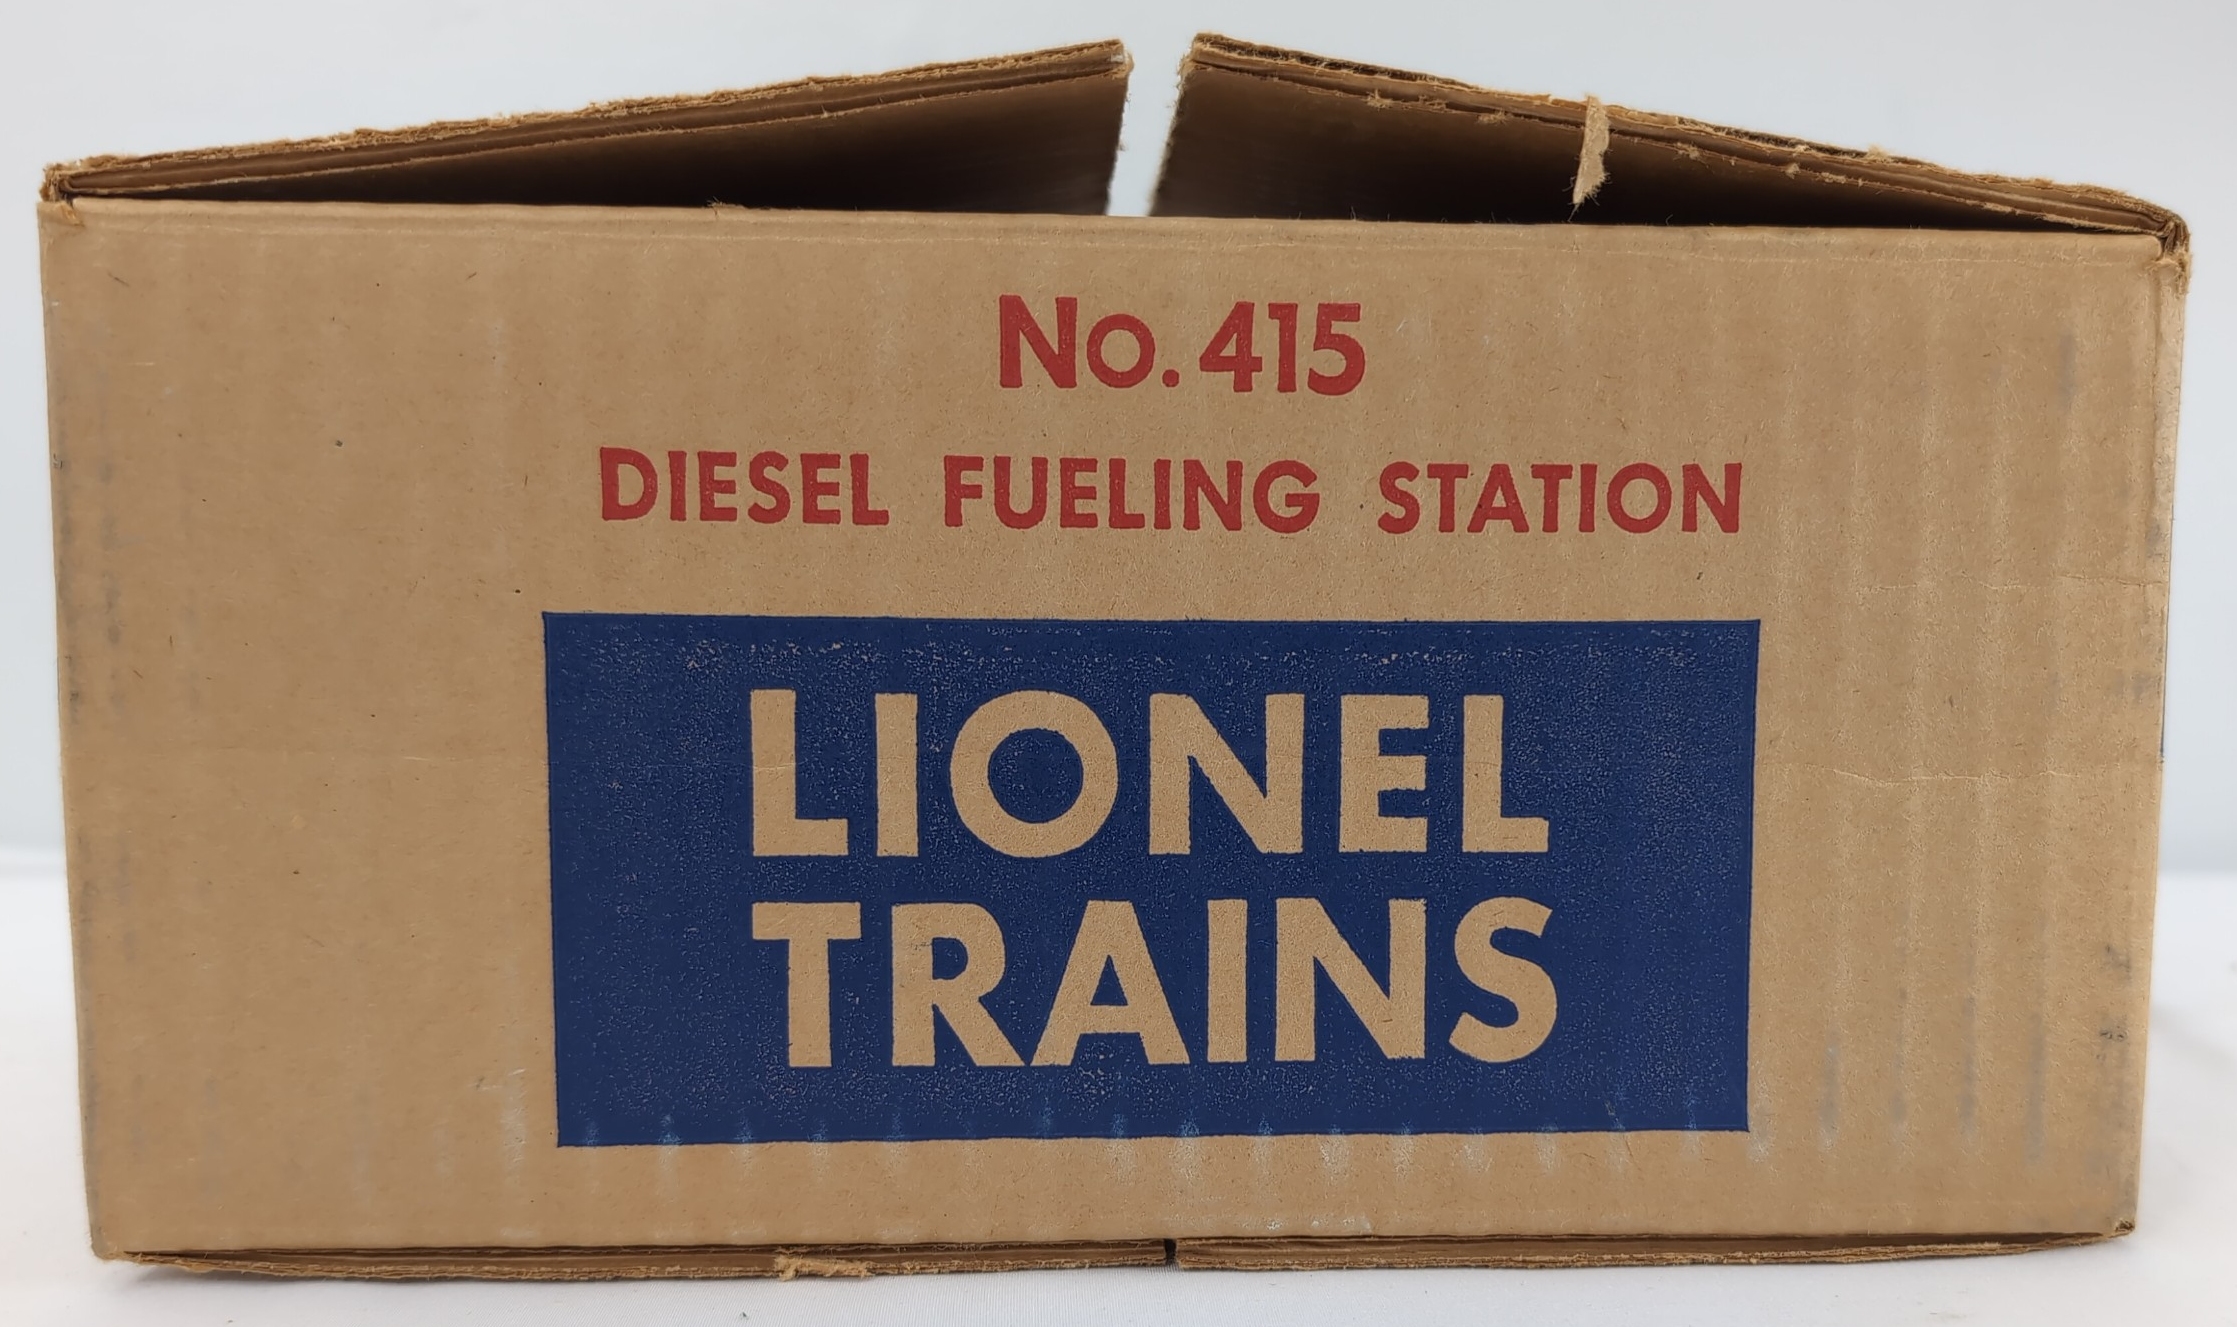 No. 415
DIESEL FUELING STATION
LIONEL
TRAINS